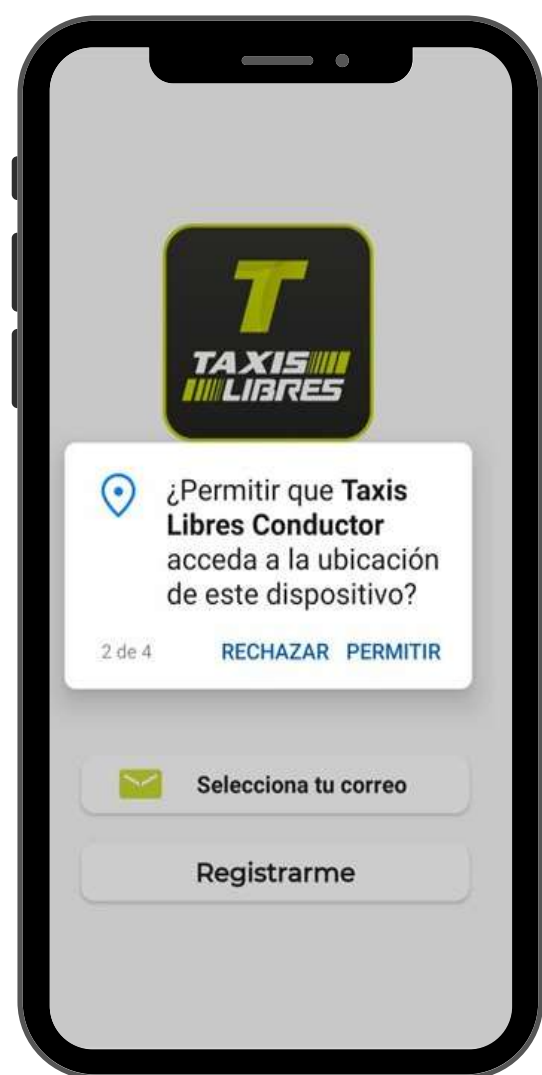 T
TAXIS
LIBRES
¿Permitir que Taxis
Libres Conductor
acceda a la ubicación
de este dispositivo?
2 de 4 RECHAZAR PERMITIR
Selecciona tu correo
Registrarme